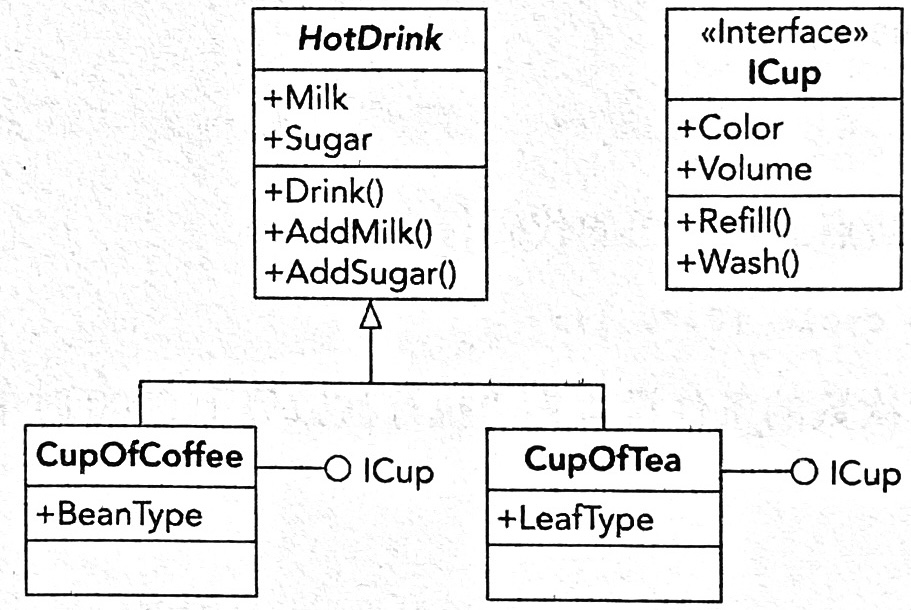 HotDrink
+Milk
+Sugar
+Drink()
+AddMilk()
+AddSugar()
«Interface»
ICup
+Color
+Volume
+Refill()
+Wash()
CupOfCoffee
+BeanType
ICup
CupOfTea
+LeafType
ICup